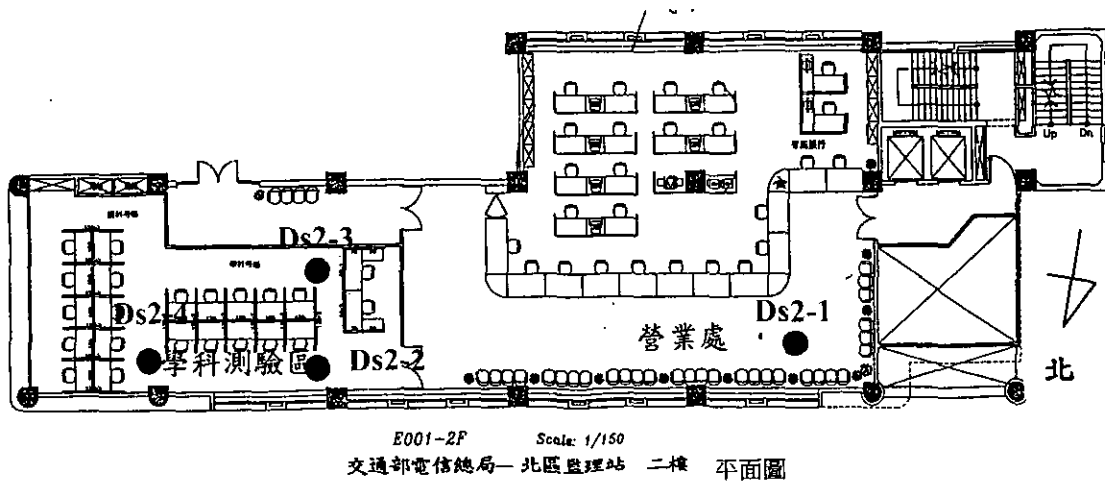 Up Dn
Ds2-3
Ds2-4
Ds2-1
營業處
學科測驗區
Ds2-2
北
E001-2F Scale: 1/150
交通部電信總局—北區監理站 二樓 平面圖